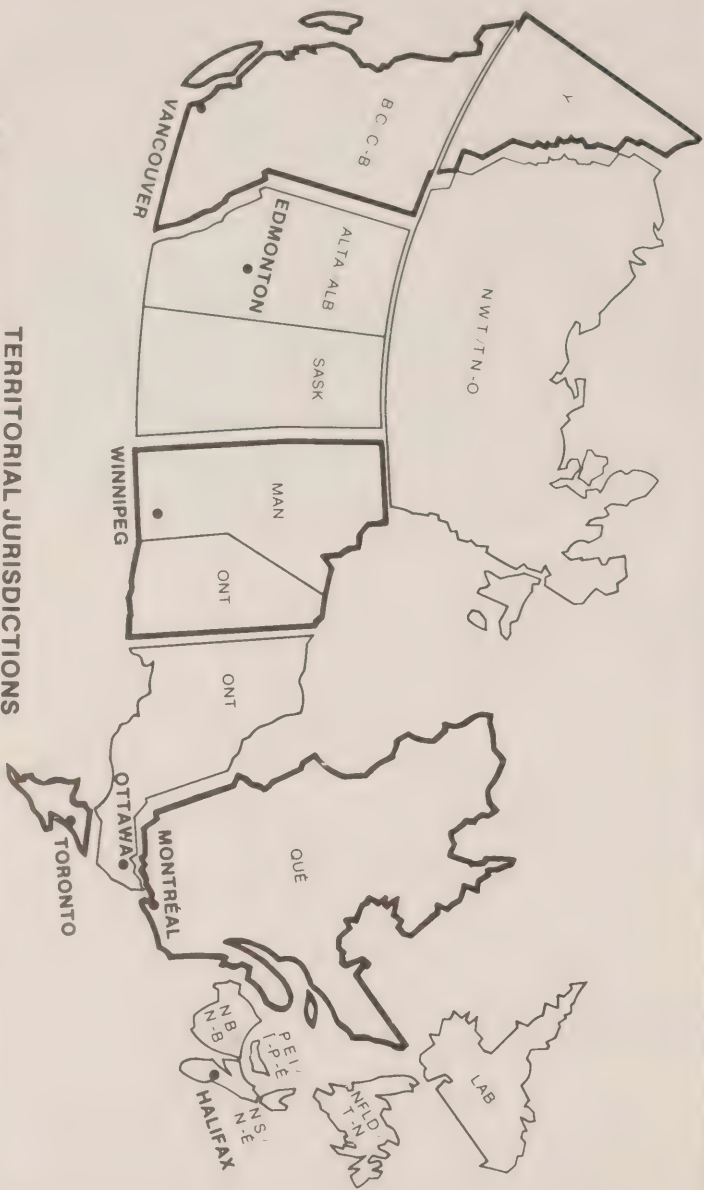 Y
NWT/TN-O
BC C-B
ALTA ALB
SASK
MAN
ONT
ONT
QUÉ
LAB
NFLD
T-N
PEI/
Î-P-É
NB
N-B
NS/
N-É
VANCOUVER
EDMONTON
WINNIPEG
OTTAWA
TORONTO
MONTRÉAL
HALIFAX
TERRITORIAL JURISDICTIONS